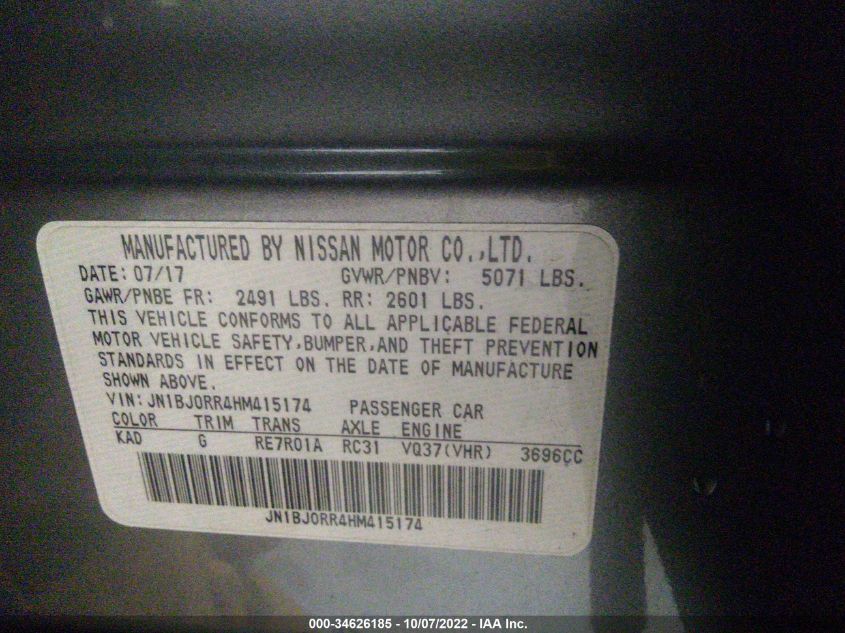 MANUFACTURED BY NISSAN MOTOR CO.,LTD.
DATE: 07/17 GVWR/PNBV: 5071 LBS.
GAWR/PNBE FR: 2491 LBS. RR: 2601 LBS.
THIS VEHICLE CONFORMS TO ALL APPLICABLE FEDERAL
MOTOR VEHICLE SAFETY,BUMPER,AND THEFT PREVENTION
STANDARDS IN EFFECT ON THE DATE OF MANUFACTURE
SHOWN ABOVE.
VIN: JN1BJ0RR4HM415174 PASSENGER CAR
COLOR TRIM TRANS AXLE ENGINE
KAD G RE7R01A RC31 VQ37(VHR) 3696CC
JN1BJ0RR4HM415174
000-34626185 - 10/07/2022 - IAA Inc.